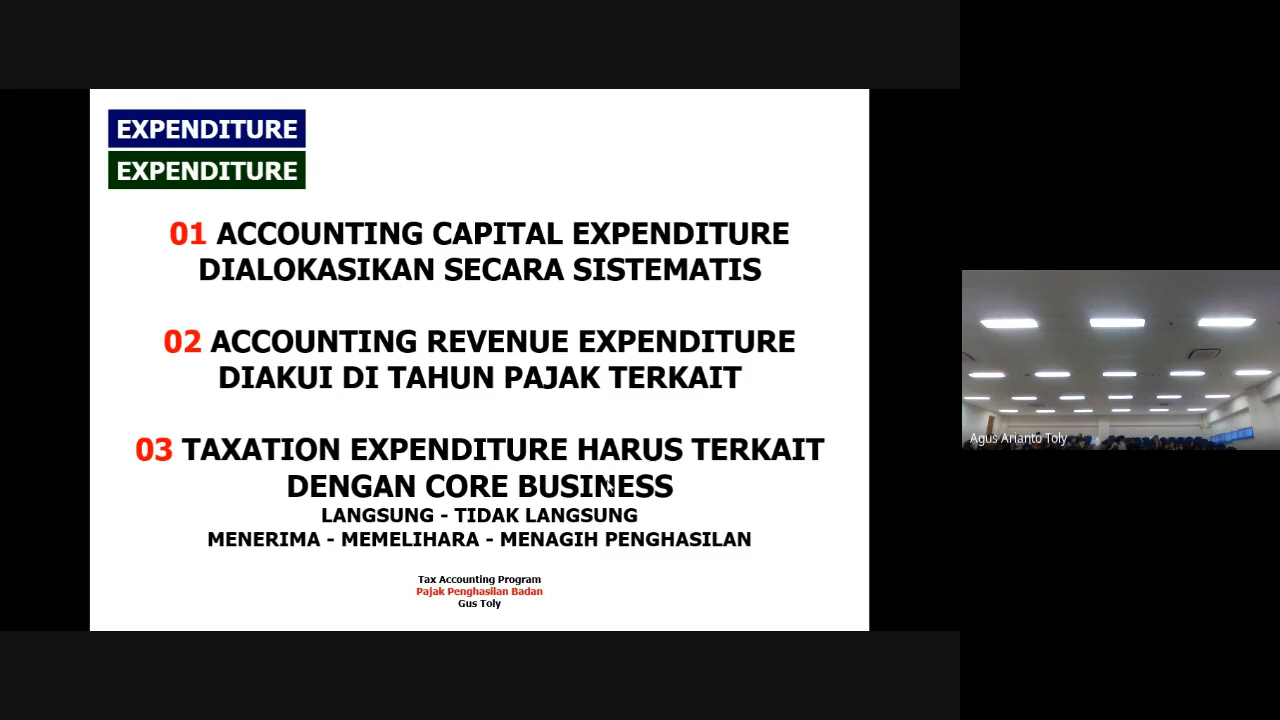 EXPENDITURE
EXPENDITURE
01 ACCOUNTING CAPITAL EXPENDITURE
DIALOKASIKAN SECARA SISTEMATIS
02 ACCOUNTING REVENUE EXPENDITURE
DIAKUI DI TAHUN PAJAK TERKAIT
03 TAXATION EXPENDITURE HARUS TERKAIT
DENGAN CORE BUSINESS
LANGSUNG - TIDAK LANGSUNG
MENERIMA - MEMELIHARA - MENAGIH PENGHASILAN
Tax Accounting Program
Pajak Penghasilan Badan
Gus Toly
Agus Arianto Toly